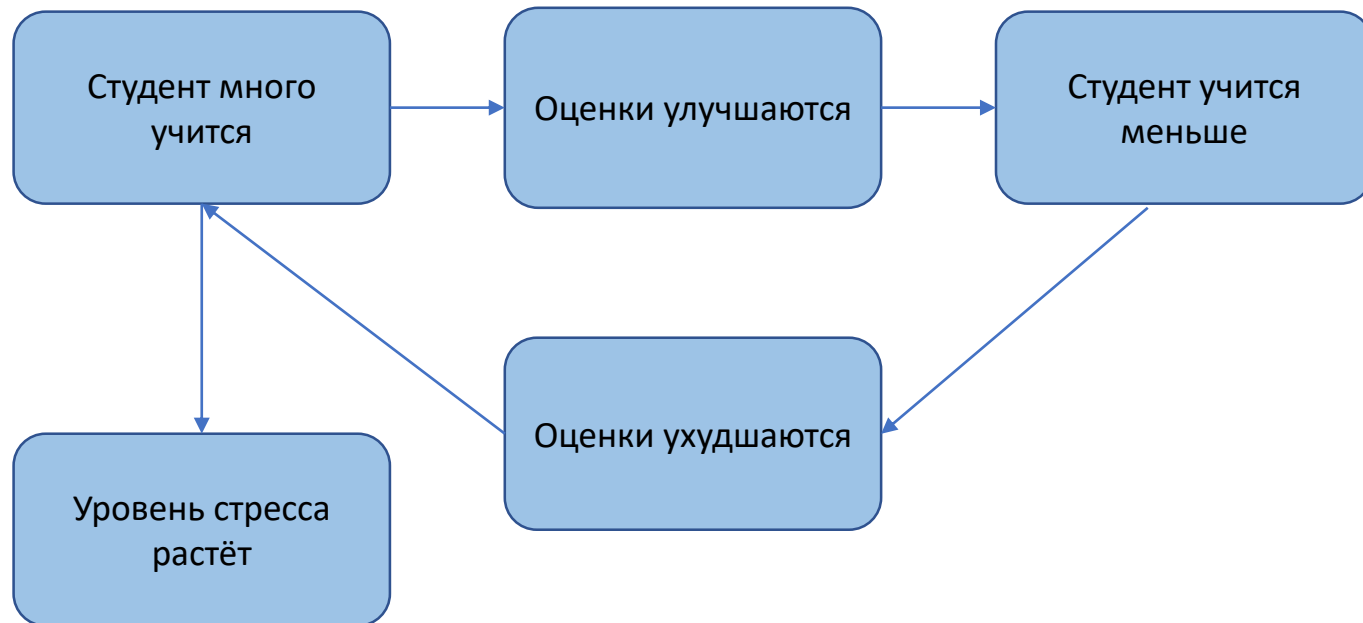 Студент много
учится
Оценки улучшаются
Студент учится
меньше
Оценки ухудшаются
Уровень стресса
растёт